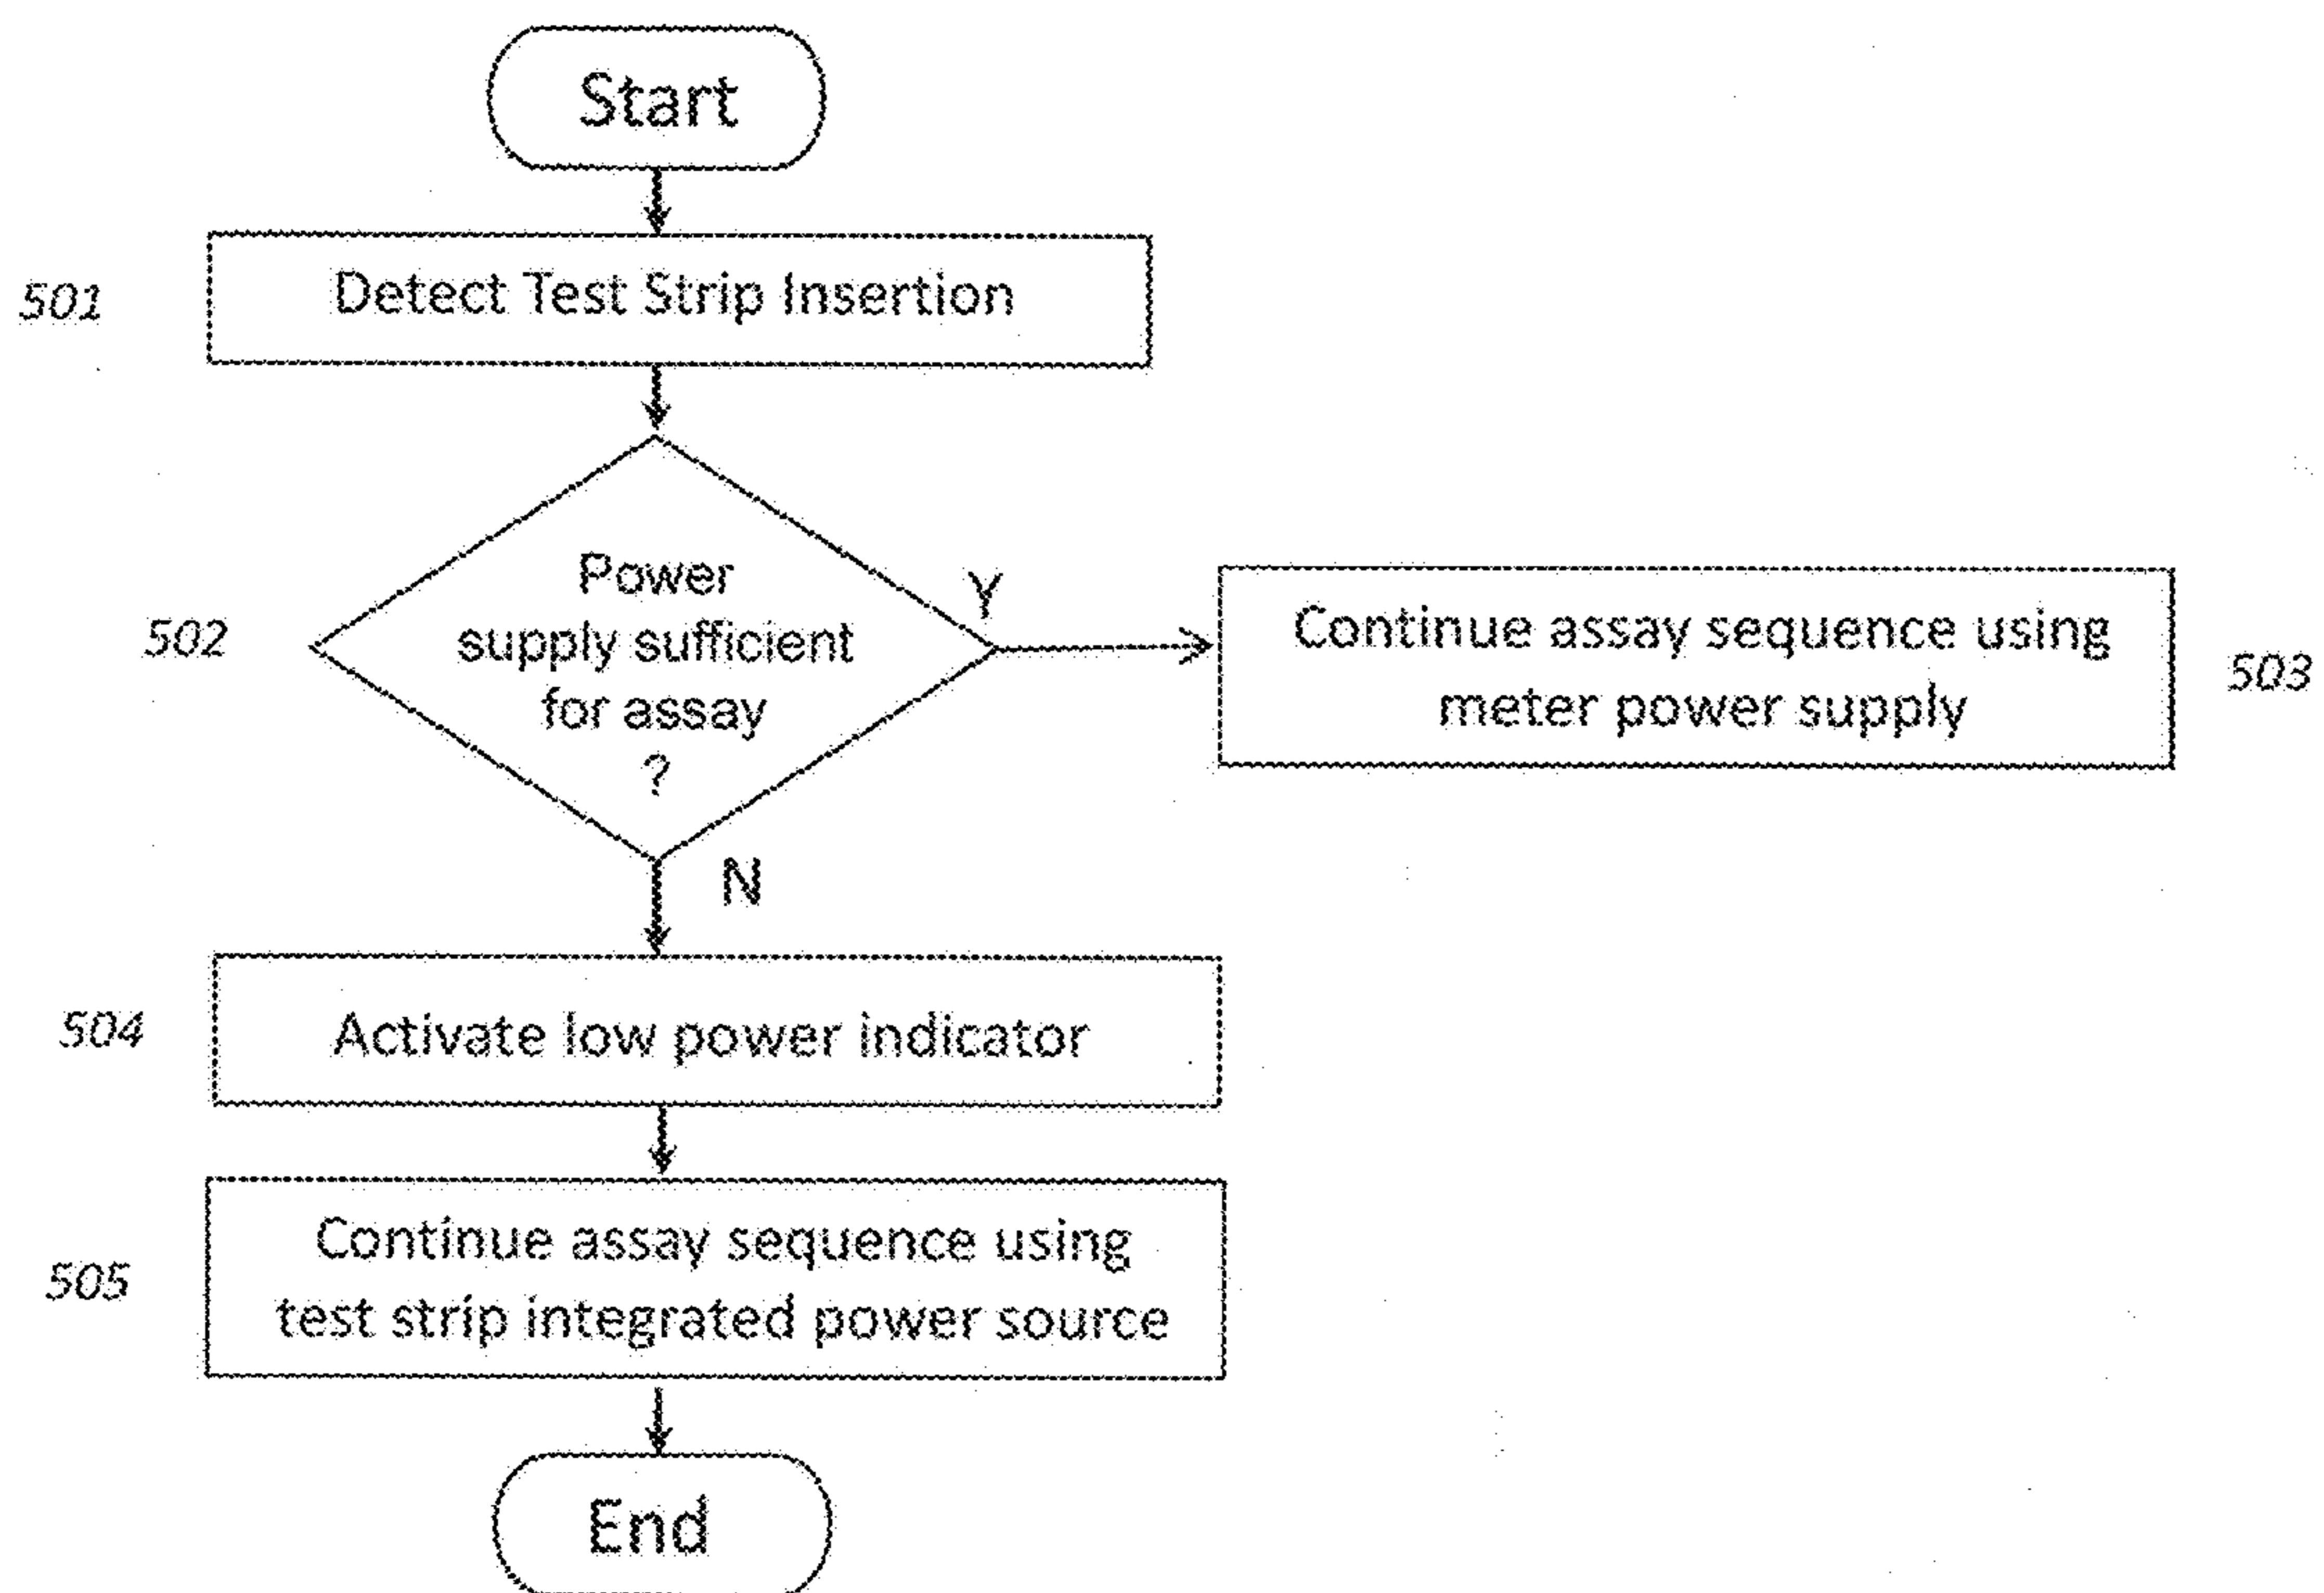 Start
501
Detect Test Strip Insertion
502
Power
supply sufficient
for assay
?
Y
Continue assay sequence using
meter power supply
503
N
504
Activate low power indicator
505
Continue assay sequence using
test strip integrated power source
End